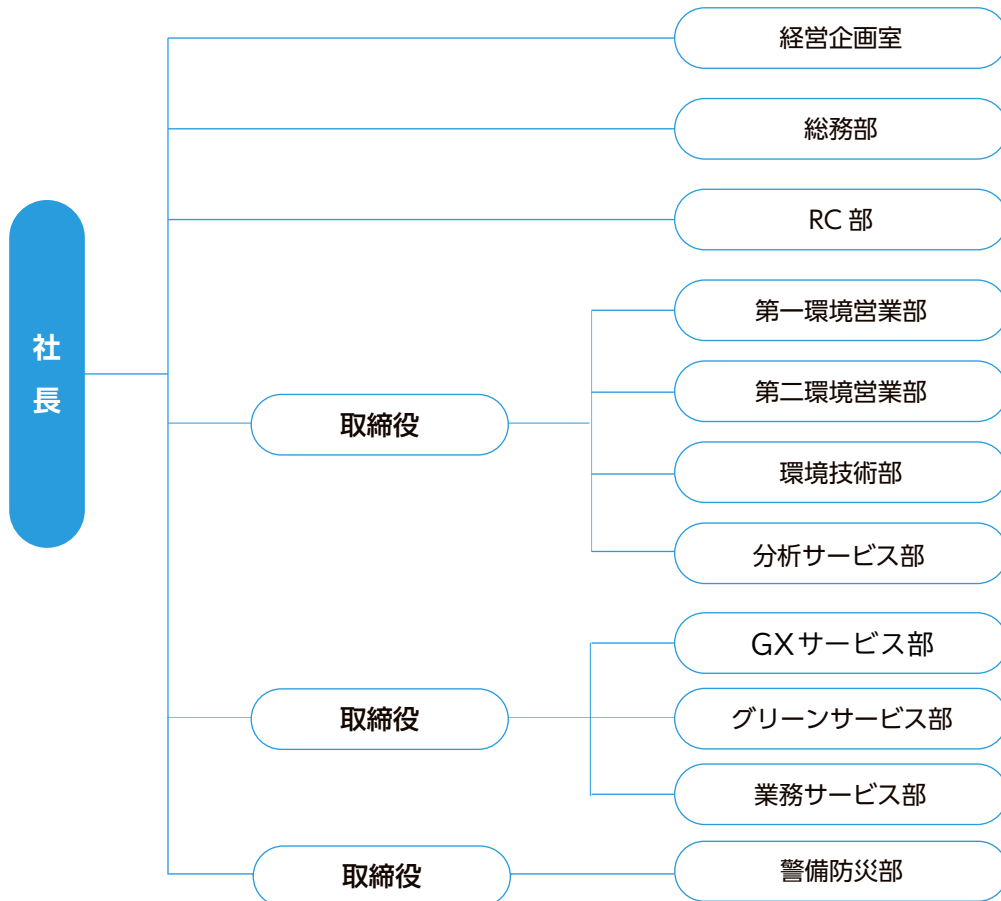 社長
経営企画室
総務部
RC 部
取締役
第一環境営業部
第二環境営業部
環境技術部
分析サービス部
取締役
GXサービス部
グリーンサービス部
業務サービス部
取締役
警備防災部